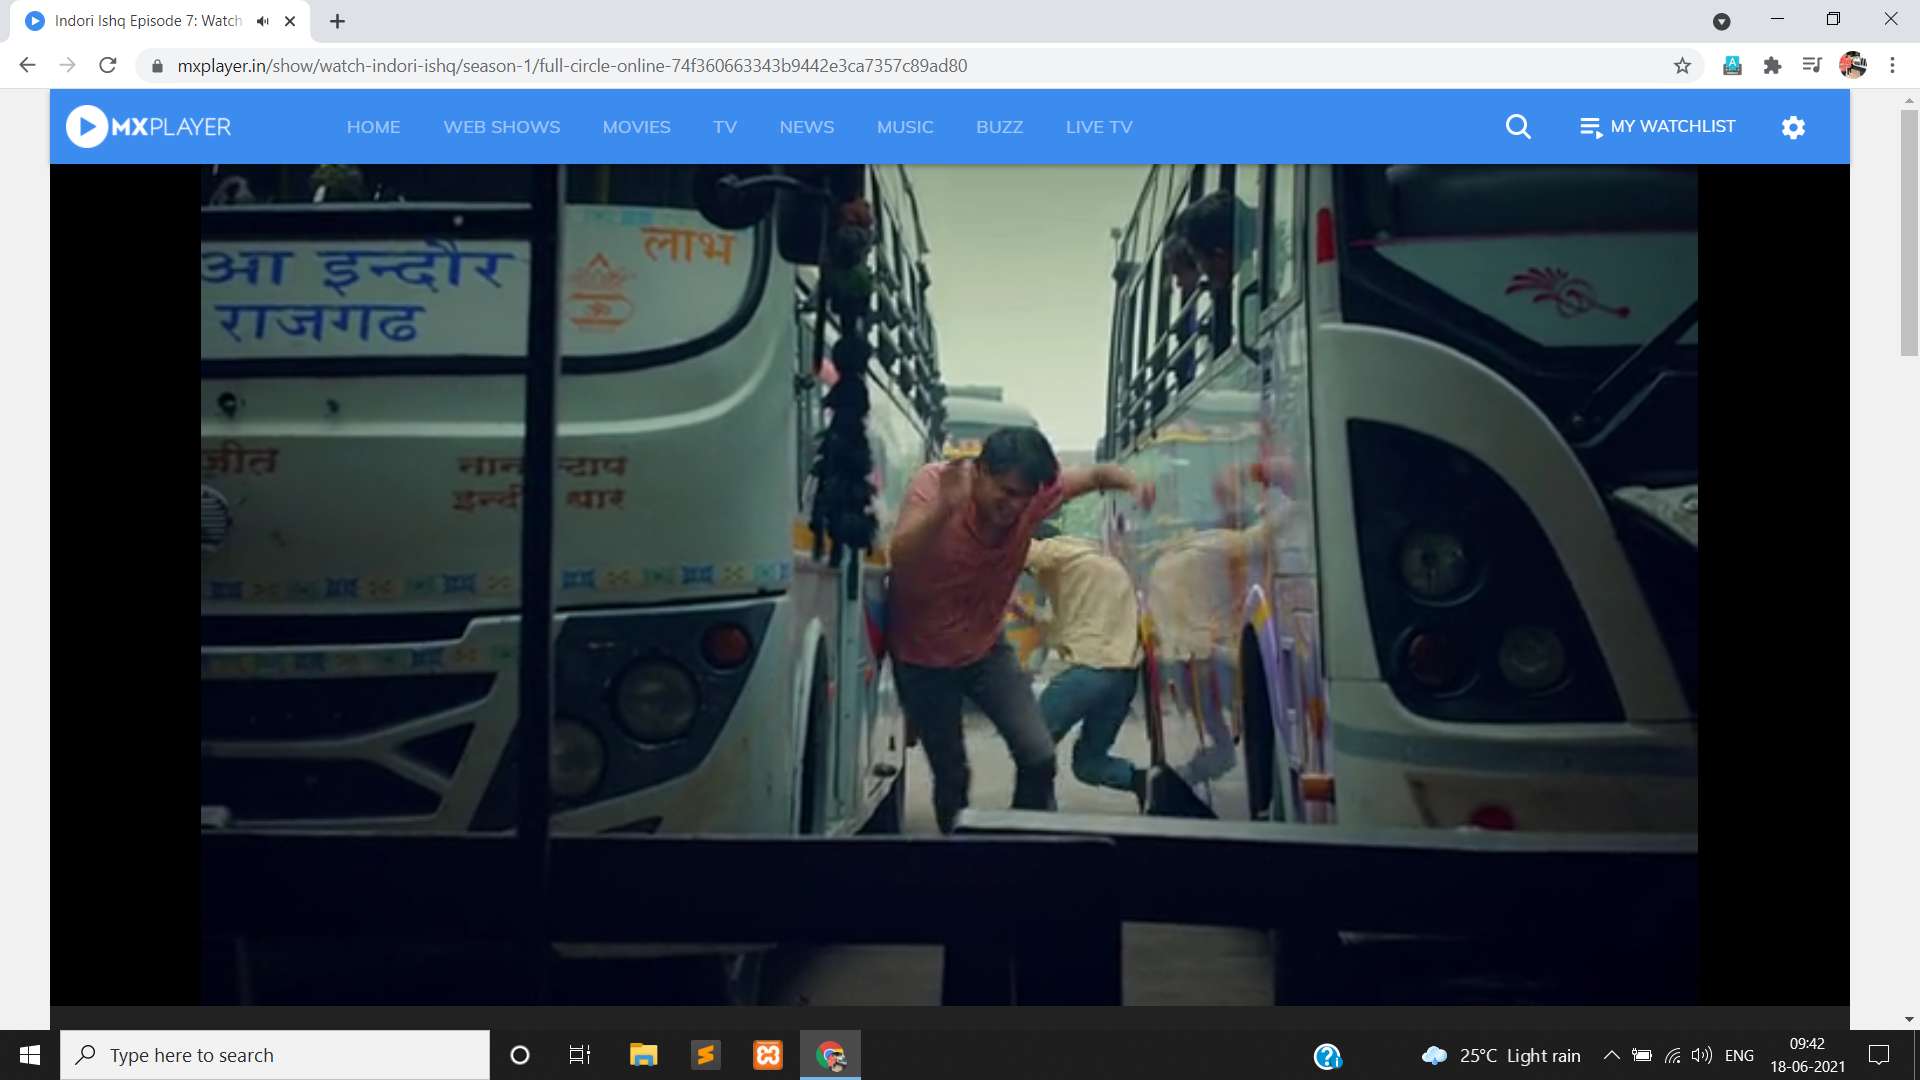 Indori Ishq Episode 7: Watch
mxplayer.in/show/watch-indori-ishq/season-1/full-circle-online-74f360663343b9442e3ca7357c89ad80
MXPLAYER
HOME
WEB SHOWS
MOVIES
TV
NEWS
MUSIC
BUZZ
LIVE TV
MY WATCHLIST
आ इन्दौर
राजगढ
लाभ
ॐ
जीत
धार
Type here to search
25°C Light rain
ENG
09:42
18-06-2021